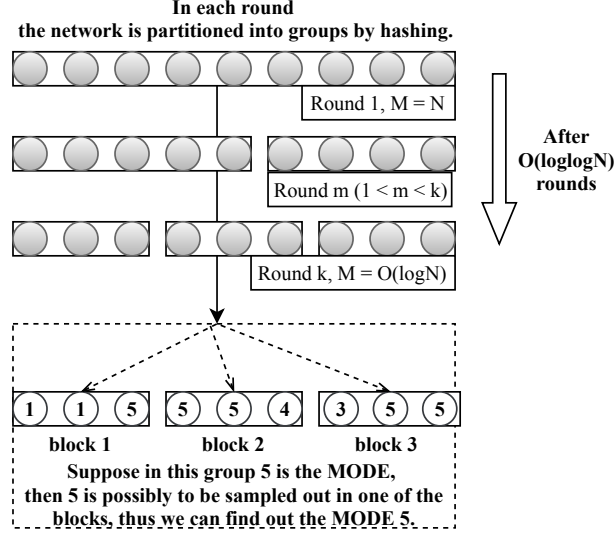 In each round
the network is partitioned into groups by hashing.
Round 1, M = N
After
O(loglogN)
rounds
Round m (1 < m < k)
Round k, M = O(logN)
1 1 5 5 5 4 3 5 5
block 1 block 2 block 3
Suppose in this group 5 is the MODE,
then 5 is possibly to be sampled out in one of the
blocks, thus we can find out the MODE 5.